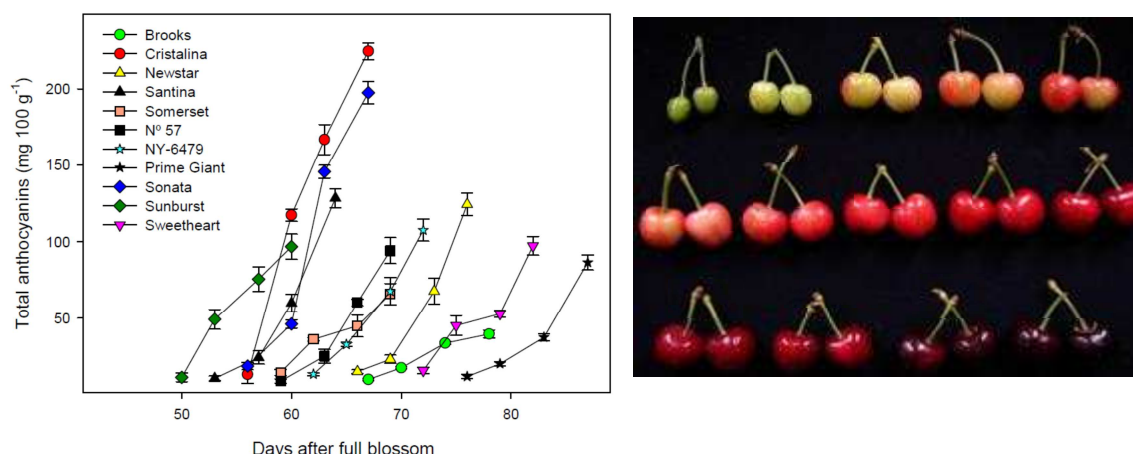 Total anthocyanins (mg 100 g⁻¹)
200
150
100
50
Brooks
Cristalina
Newstar
Santina
Somerset
Nº 57
NY-6479
Prime Giant
Sonata
Sunburst
Sweetheart
50 60 70 80
Days after full blossom